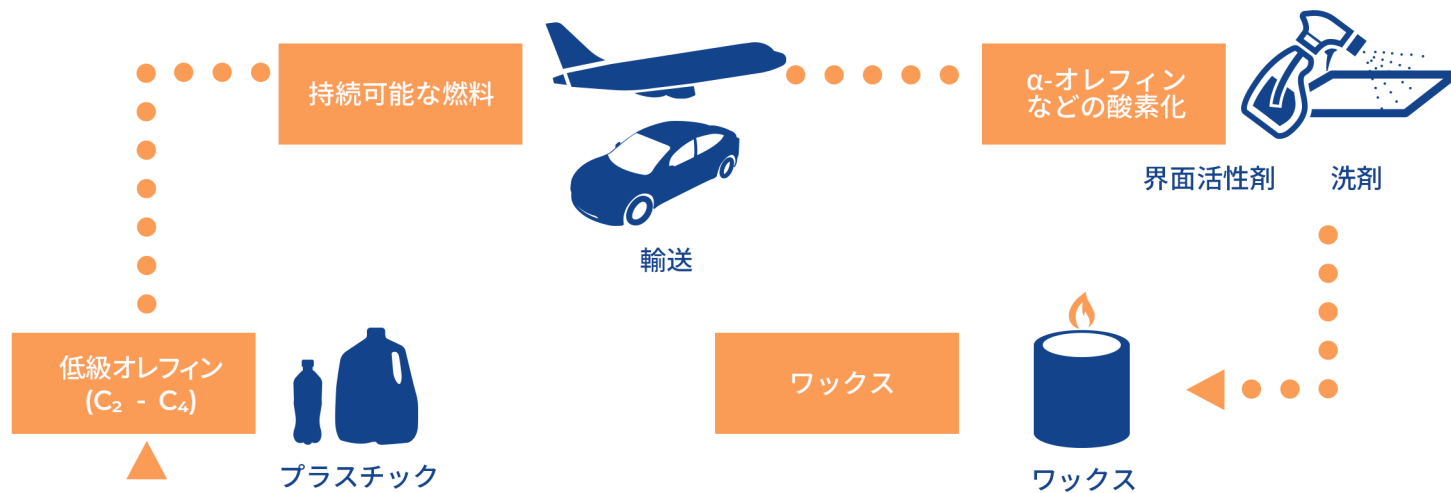 持続可能な燃料
α-オレフィン
などの酸素化
界面活性剤
洗剤
輸送
低級オレフィン
(C₂ - C₄)
プラスチック
ワックス
ワックス